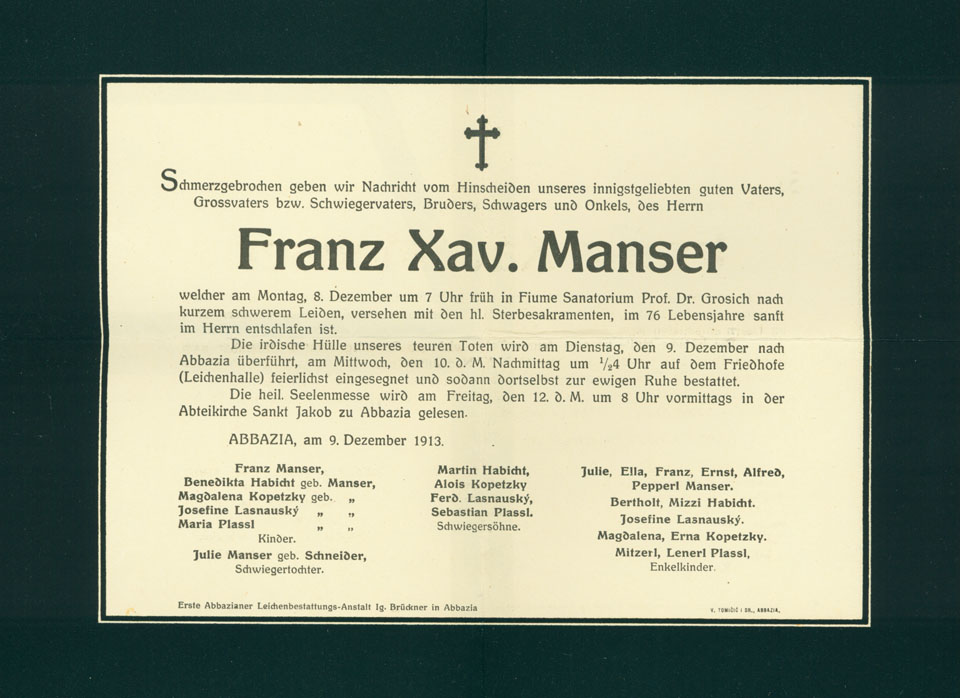 Schmerzgebrochen geben wir Nachricht vom Hinscheiden unseres innigstgeliebten guten Vaters,
Grossvaters bzw. Schwiegervaters, Bruders, Schwagers und Onkels, des Herrn
Franz Xav. Manser
welcher am Montag, 8. Dezember um 7 Uhr früh in Fiume Sanatorium Prof. Dr. Grosich nach
kurzem schwerem Leiden, versehen mit den hl. Sterbesakramenten, im 76 Lebensjahre sanft
im Herrn entschlafen ist.
Die irdische Hülle unseres teuren Toten wird am Dienstag, den 9. Dezember nach
Abbazia überführt, am Mittwoch, den 10. d. M. Nachmittag um ½4 Uhr auf dem Friedhofe
(Leichenhalle) feierlichst eingesegnet und sodann dortselbst zur ewigen Ruhe bestattet.
Die heil. Seelenmesse wird am Freitag, den 12. d. M. um 8 Uhr vormittags in der
Abteikirche Sankt Jakob zu Abbazia gelesen.
ABBAZIA, am 9. Dezember 1913.
Franz Manser,
Benedikta Habicht geb. Manser,
Magdalena Kopetzky geb. „
Josefine Lasnauský „ „
Maria Plassl „ „
Kinder.
Julie Manser geb. Schneider,
Schwiegertochter.
Martin Habicht,
Alois Kopetzky
Ferd. Lasnauský,
Sebastian Plassl.
Schwiegersöhne.
Julie, Ella, Franz, Ernst, Alfred,
Pepperl Manser.
Bertholt, Mizzi Habicht.
Josefine Lasnauský.
Magdalena, Erna Kopetzky.
Mitzerl, Lenerl Plassl,
Enkelkinder.
Erste Abbazianer Leichenbestattungs-Anstalt Ig. Brückner in Abbazia
V. TOMIČIĆ I DR., ABBAZIA.